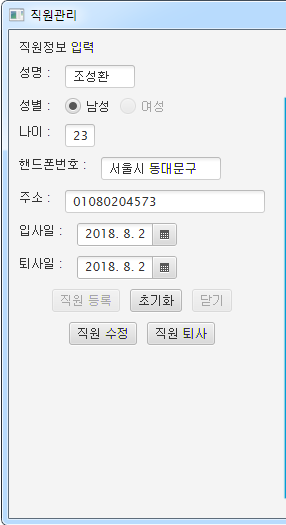 직원관리
직원정보 입력
성명 : 조성환
성별 : 남성 여성
나이 : 23
핸드폰번호 : 서울시 동대문구
주소 : 01080204573
입사일 : 2018. 8. 2
퇴사일 : 2018. 8. 2
직원 등록 초기화 닫기
직원 수정 직원 퇴사